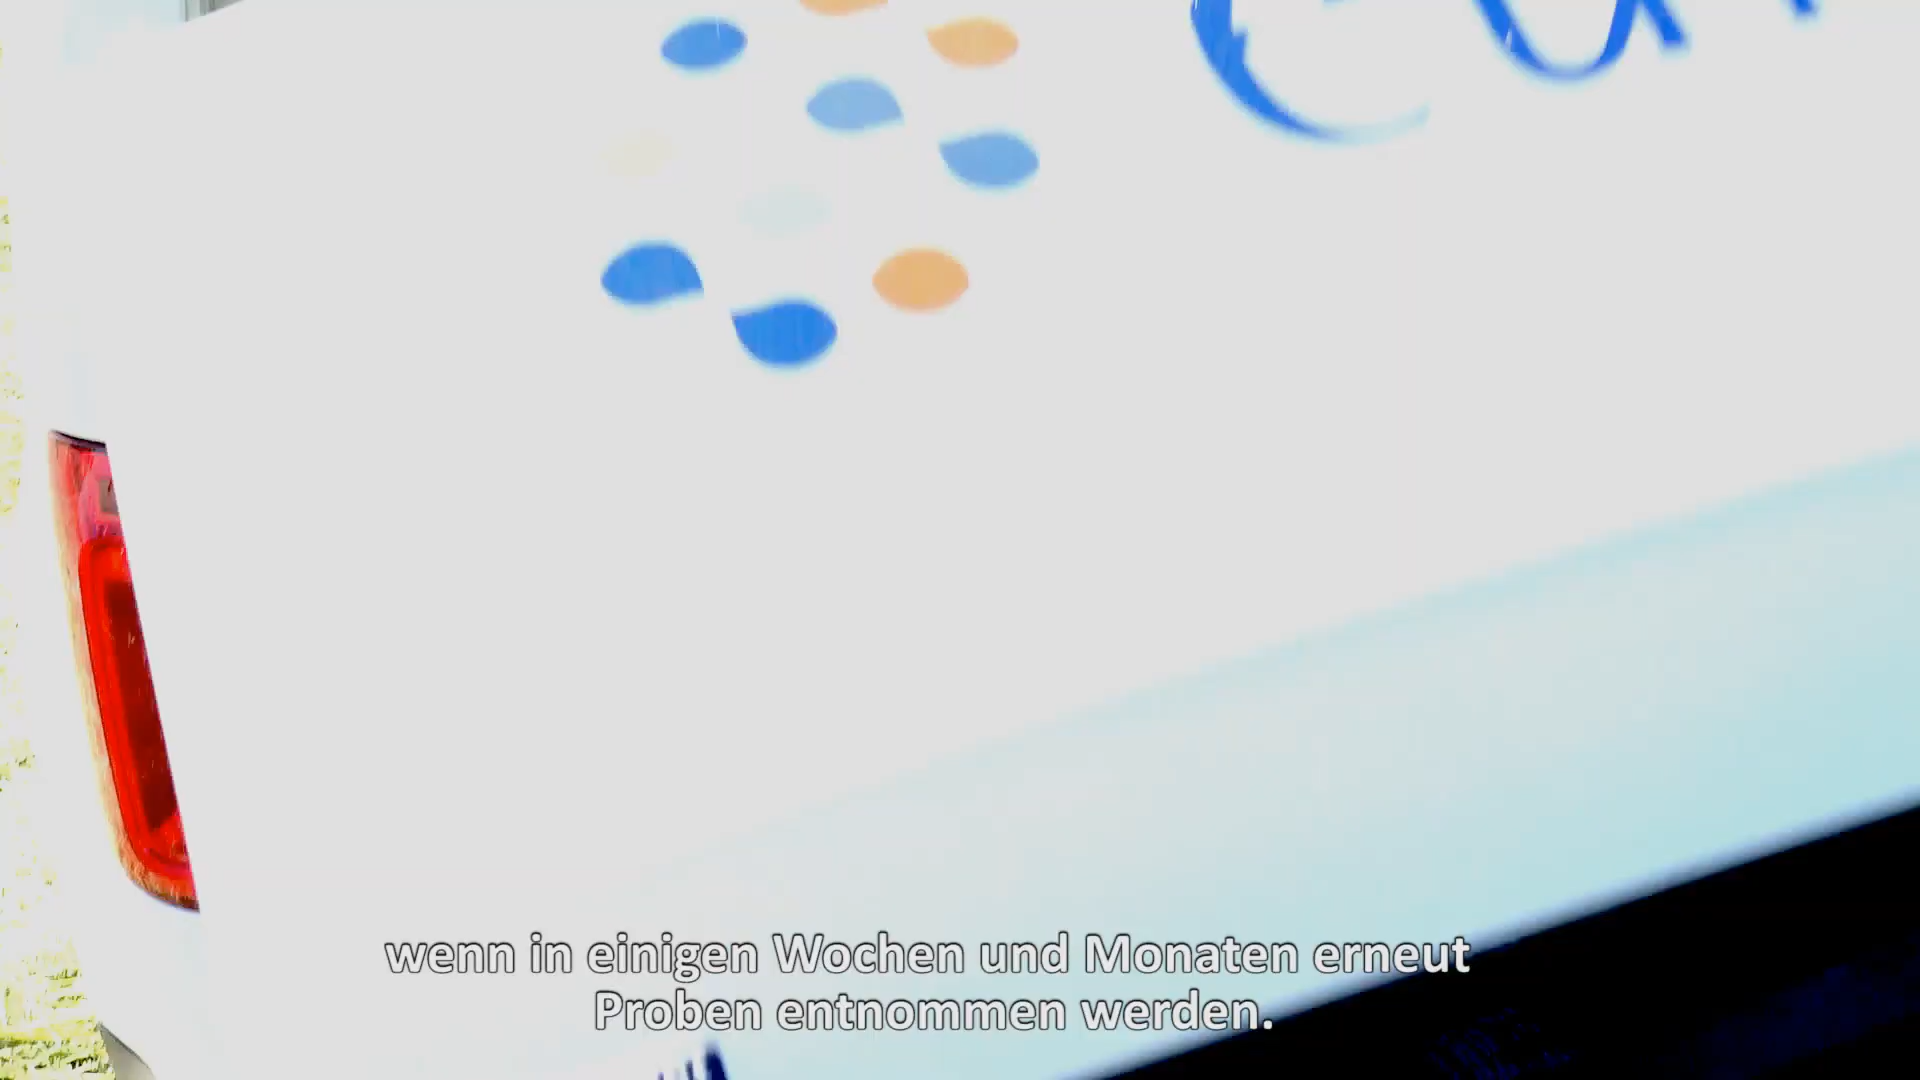 wenn in einigen Wochen und Monaten erneut
Proben entnommen werden.